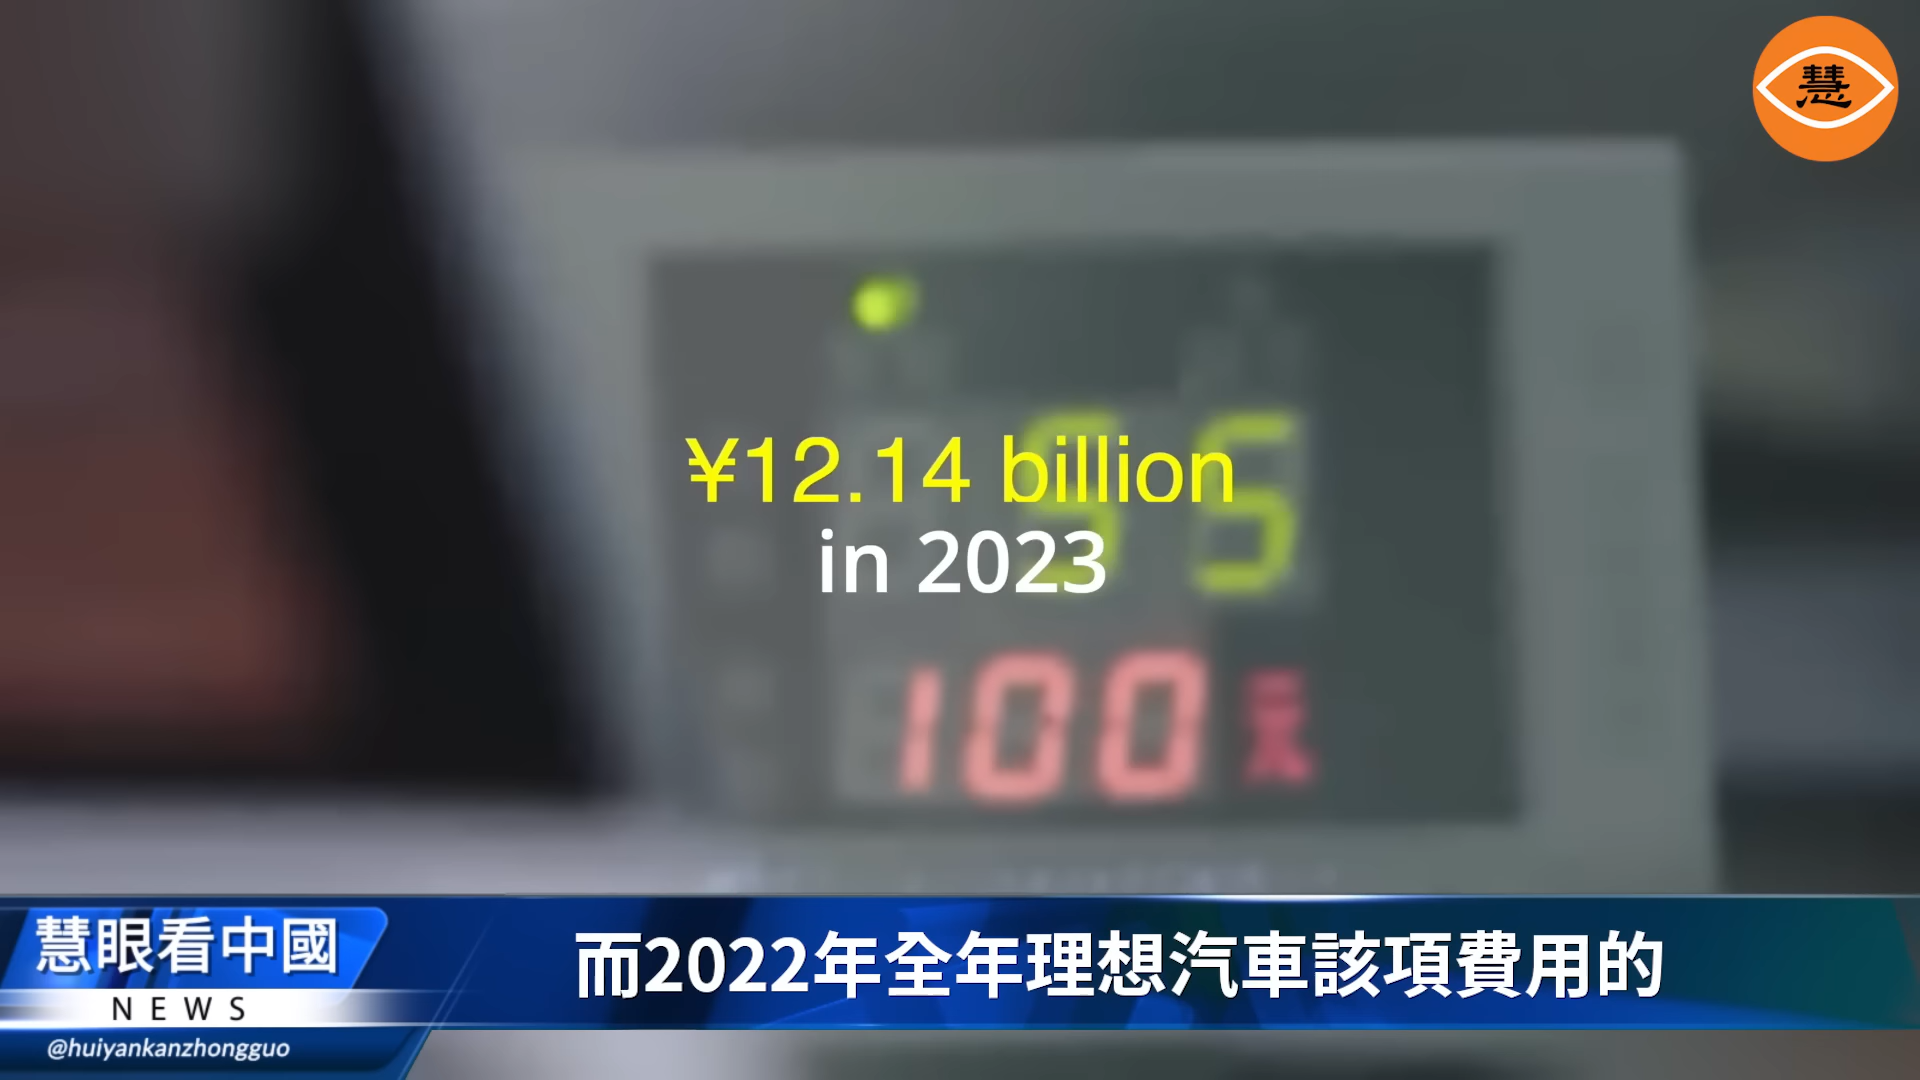 慧
¥12.14 billion
in 2023
55
100
慧眼看中國
NEWS
@huiyankanzhongguo
而2022年全年理想汽車該項費用的